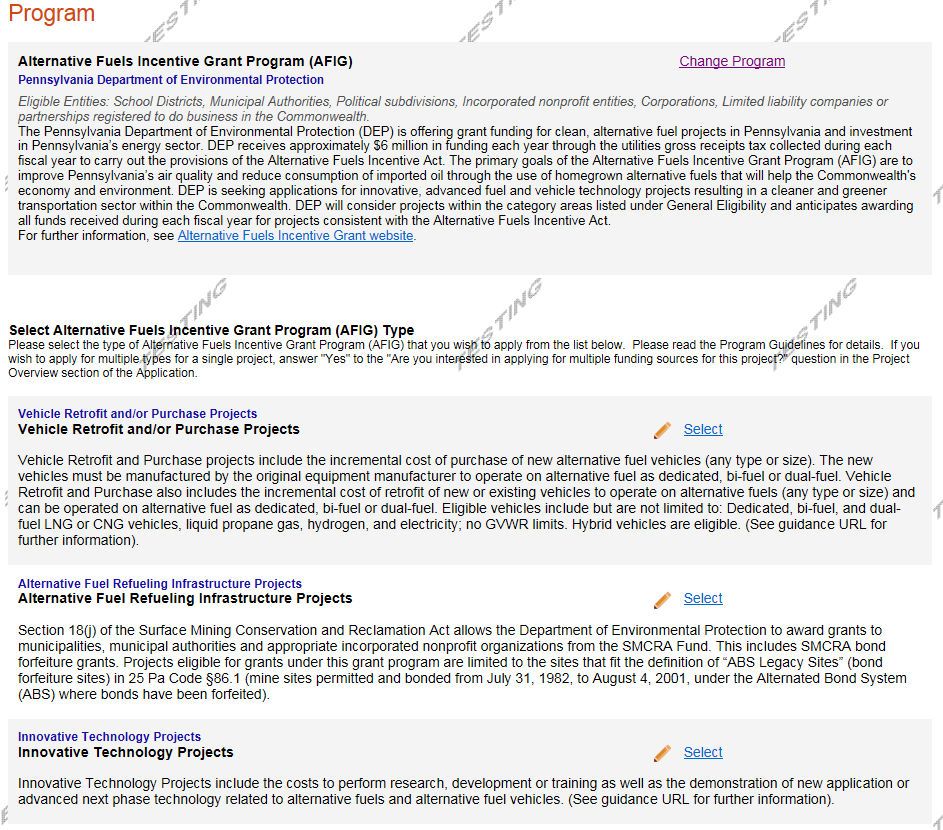 Program
TESTING
Alternative Fuels Incentive Grant Program (AFIG)
Change Program
Pennsylvania Department of Environmental Protection
Eligible Entities: School Districts, Municipal Authorities, Political subdivisions, Incorporated nonprofit entities, Corporations, Limited liability companies or
partnerships registered to do business in the Commonwealth.
The Pennsylvania Department of Environmental Protection (DEP) is offering grant funding for clean, alternative fuel projects in Pennsylvania and investment
in Pennsylvania's energy sector. DEP receives approximately $6 million in funding each year through the utilities gross receipts tax collected during each
fiscal year to carry out the provisions of the Alternative Fuels Incentive Act. The primary goals of the Alternative Fuels Incentive Grant Program (AFIG) are to
improve Pennsylvania's air quality and reduce consumption of imported oil through the use of homegrown alternative fuels that will help the Commonwealth's
economy and environment. DEP is seeking applications for innovative, advanced fuel and vehicle technology projects resulting in a cleaner and greener
transportation sector within the Commonwealth. DEP will consider projects within the category areas listed under General Eligibility and anticipates awarding
all funds received during each fiscal year for projects consistent with the Alternative Fuels Incentive Act.
For further information, see Alternative Fuels Incentive Grant website.
TESTING
TESTING
TESTING
Select Alternative Fuels Incentive Grant Program (AFIG) Type
Please select the type of Alternative Fuels Incentive Grant Program (AFIG) that you wish to apply from the list below. Please read the Program Guidelines for details. If you
wish to apply for multiple types for a single project, answer "Yes" to the "Are you interested in applying for multiple funding sources for this project?" question in the Project
Overview section of the Application.
Vehicle Retrofit and/or Purchase Projects
Vehicle Retrofit and/or Purchase Projects
Select
Vehicle Retrofit and Purchase projects include the incremental cost of purchase of new alternative fuel vehicles (any type or size). The new
vehicles must be manufactured by the original equipment manufacturer to operate on alternative fuel as dedicated, bi-fuel or dual-fuel. Vehicle
Retrofit and Purchase also includes the incremental cost of retrofit of new or existing vehicles to operate on alternative fuels (any type or size) and
can be operated on alternative fuel as dedicated, bi-fuel or dual-fuel. Eligible vehicles include but are not limited to: Dedicated, bi-fuel, and dual-
fuel LNG or CNG vehicles, liquid propane gas, hydrogen, and electricity; no GVWR limits. Hybrid vehicles are eligible. (See guidance URL for
further information).
Alternative Fuel Refueling Infrastructure Projects
Alternative Fuel Refueling Infrastructure Projects
Select
Section 18(j) of the Surface Mining Conservation and Reclamation Act allows the Department of Environmental Protection to award grants to
municipalities, municipal authorities and appropriate incorporated nonprofit organizations from the SMCRA Fund. This includes SMCRA bond
forfeiture grants. Projects eligible for grants under this grant program are limited to the sites that fit the definition of “ABS Legacy Sites” (bond
forfeiture sites) in 25 Pa Code §86.1 (mine sites permitted and bonded from July 31, 1982, to August 4, 2001, under the Alternated Bond System
(ABS) where bonds have been forfeited).
Innovative Technology Projects
Innovative Technology Projects
Select
Innovative Technology Projects include the costs to perform research, development or training as well as the demonstration of new application or
advanced next phase technology related to alternative fuels and alternative fuel vehicles. (See guidance URL for further information).